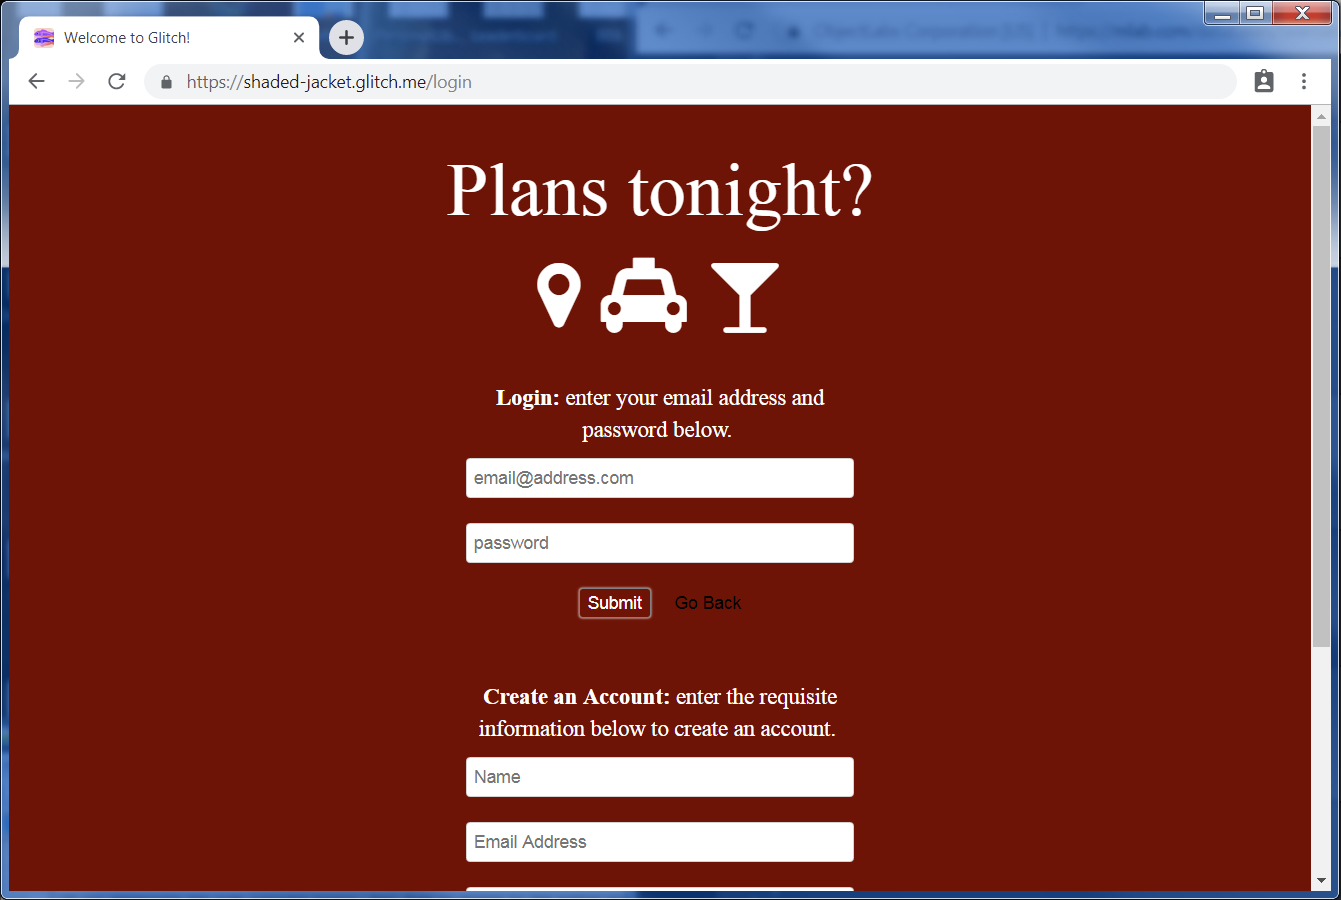 Welcome to Glitch!
https://shaded-jacket.glitch.me/login
Plans tonight?
Login: enter your email address and
password below.
email@address.com
password
Submit Go Back
Create an Account: enter the requisite
information below to create an account.
Name
Email Address